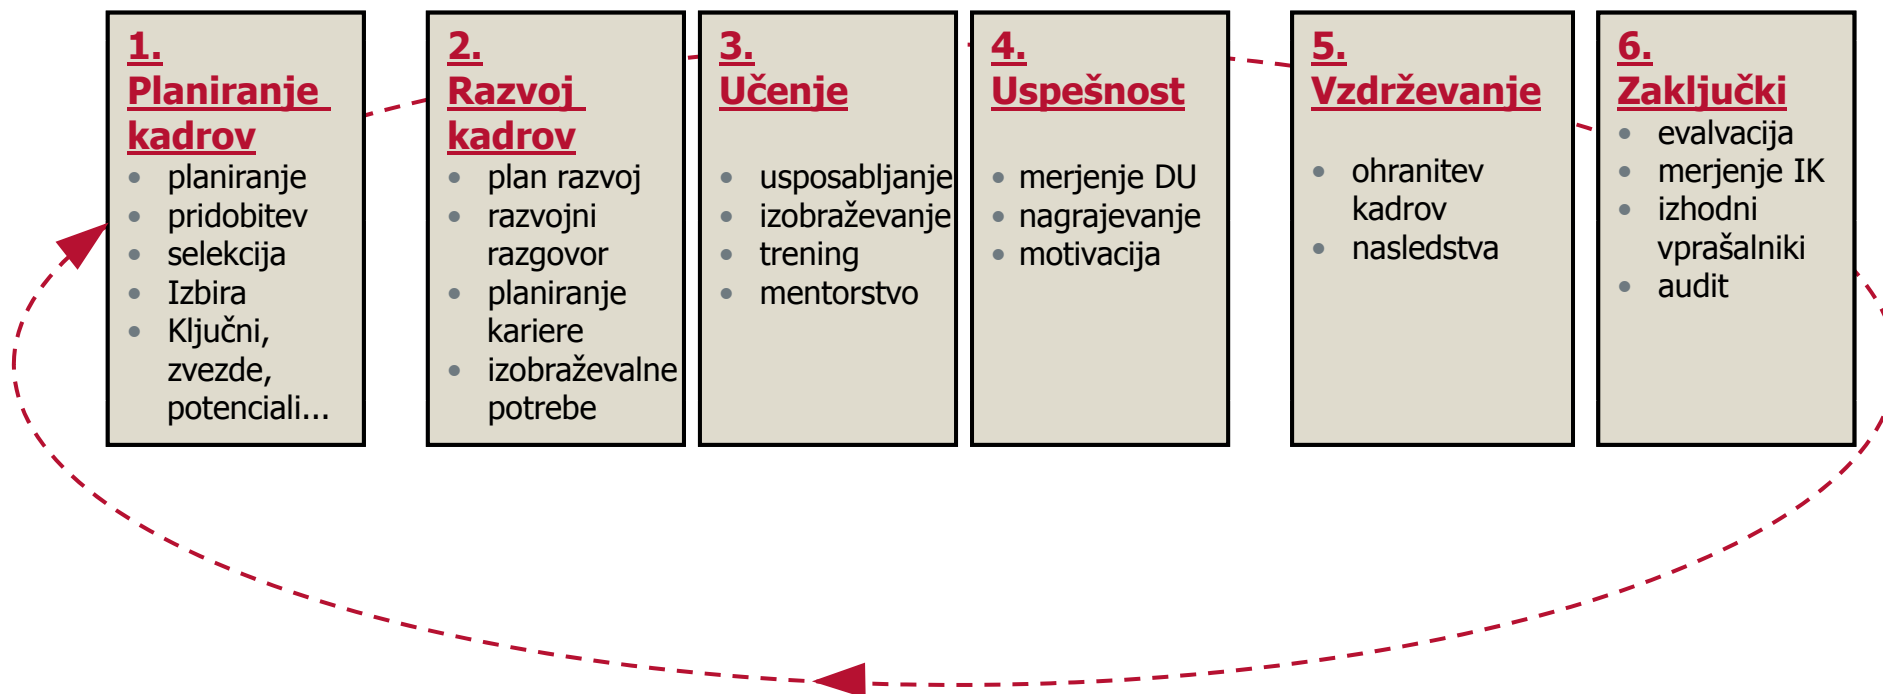 1.
Planiranje
kadrov
planiranje
pridobitev
selekcija
Izbira
Ključni,
zvezde,
potenciali...
2.
Razvoj
kadrov
plan razvoj
razvojni
razgovor
planiranje
kariere
izobraževalne
potrebe
3.
Učenje
usposabljanje
izobraževanje
trening
mentorstvo
4.
Uspešnost
merjenje DU
nagrajevanje
motivacija
5.
Vzdrževanje
ohranitev
kadrov
nasledstva
6.
Zaključki
evalvacija
merjenje IK
izhodni
vprašalniki
audit